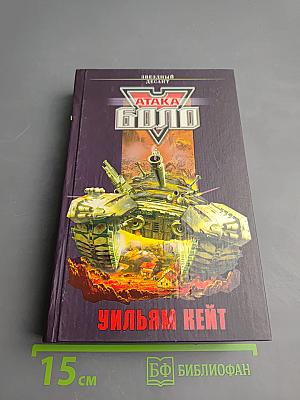 ЗВЕЗДНЫЙ
ДЕСАНТ
АТАКА
БОЛО
УИЛЬЯМ КЕЙТ
15 см
БФ БИБЛИОФАН